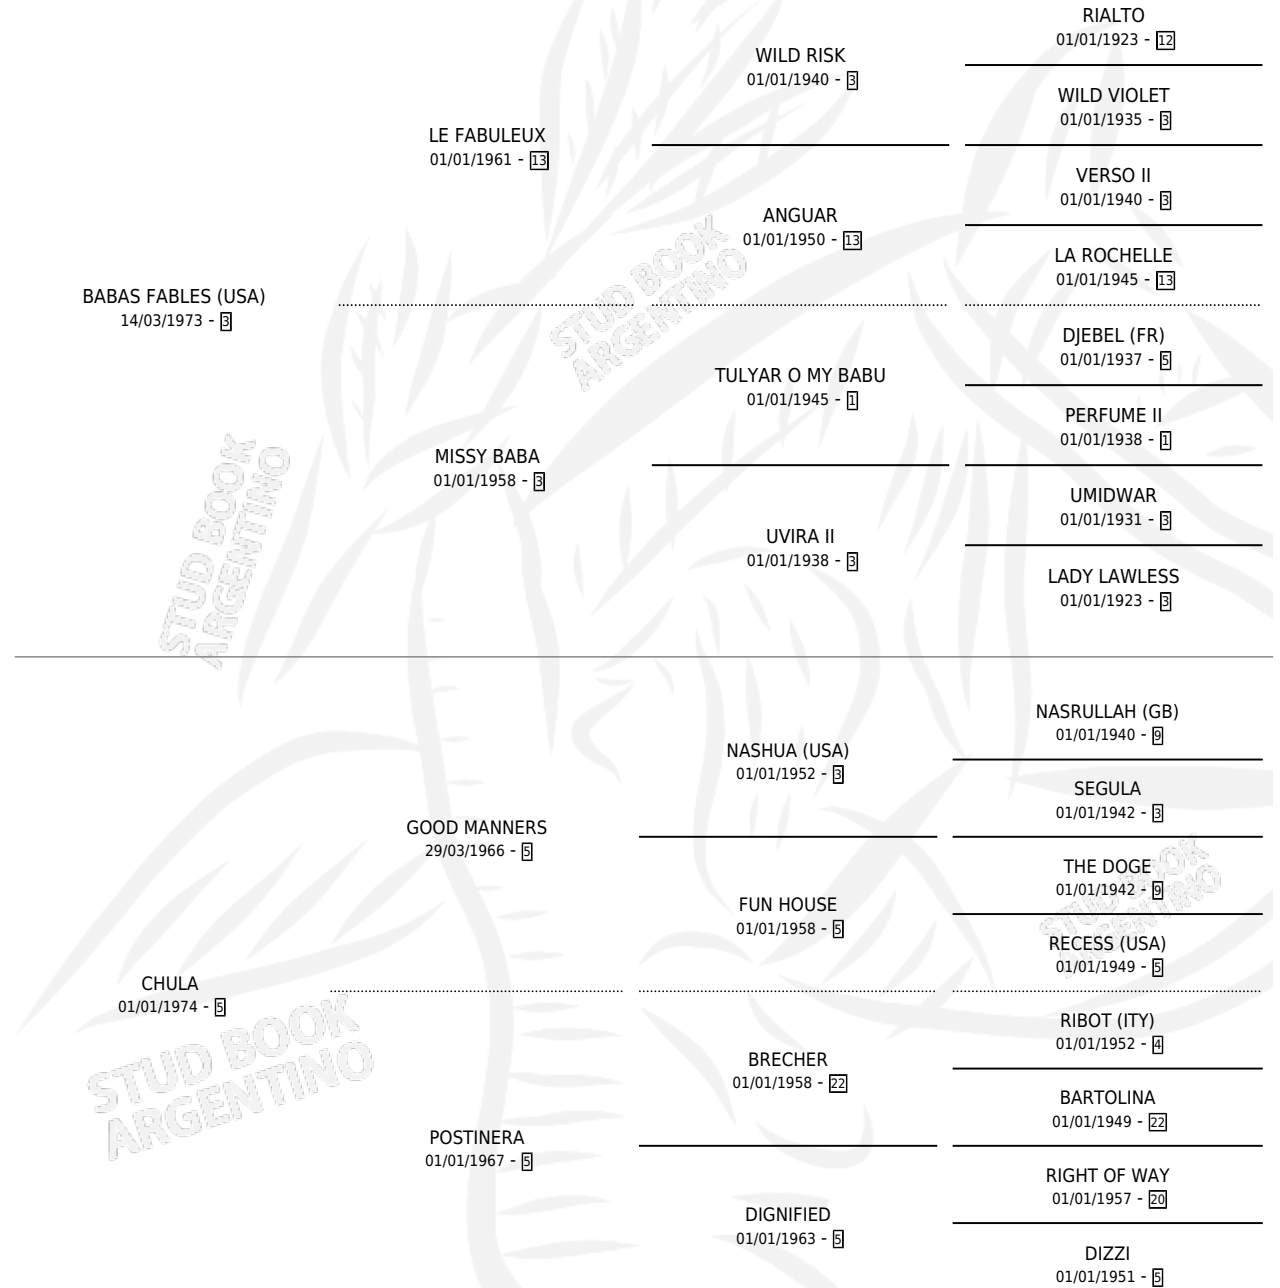 RIALTO
01/01/1923 - 12
WILD RISK
01/01/1940 - 3
WILD VIOLET
01/01/1935 - 3
LE FABULEUX
01/01/1961 - 13
VERSO II
01/01/1940 - 3
ANGUAR
01/01/1950 - 13
LA ROCHELLE
01/01/1945 - 13
BABAS FABLES (USA)
14/03/1973 - 3
DJEBEL (FR)
01/01/1937 - 5
TULYAR O MY BABU
01/01/1945 - 1
PERFUME II
01/01/1938 - 1
MISSY BABA
01/01/1958 - 3
UMIDWAR
01/01/1931 - 3
UVIRA II
01/01/1938 - 3
LADY LAWLESS
01/01/1923 - 3
STUD BOOK
ARGENTINO
STUD BOOK
ARGENTINO
NASRULLAH (GB)
01/01/1940 - 9
NASHUA (USA)
01/01/1952 - 3
SEGULA
01/01/1942 - 3
GOOD MANNERS
29/03/1966 - 5
THE DOGE
01/01/1942 - 9
FUN HOUSE
01/01/1958 - 5
RECESS (USA)
01/01/1949 - 5
STUD BOOK
ARGENTINO
CHULA
01/01/1974 - 5
RIBOT (ITY)
01/01/1952 - 4
BRECHER
01/01/1958 - 22
BARTOLINA
01/01/1949 - 22
STUD BOOK
ARGENTINO
POSTINERA
01/01/1967 - 5
RIGHT OF WAY
01/01/1957 - 20
DIGNIFIED
01/01/1963 - 5
DIZZI
01/01/1951 - 5